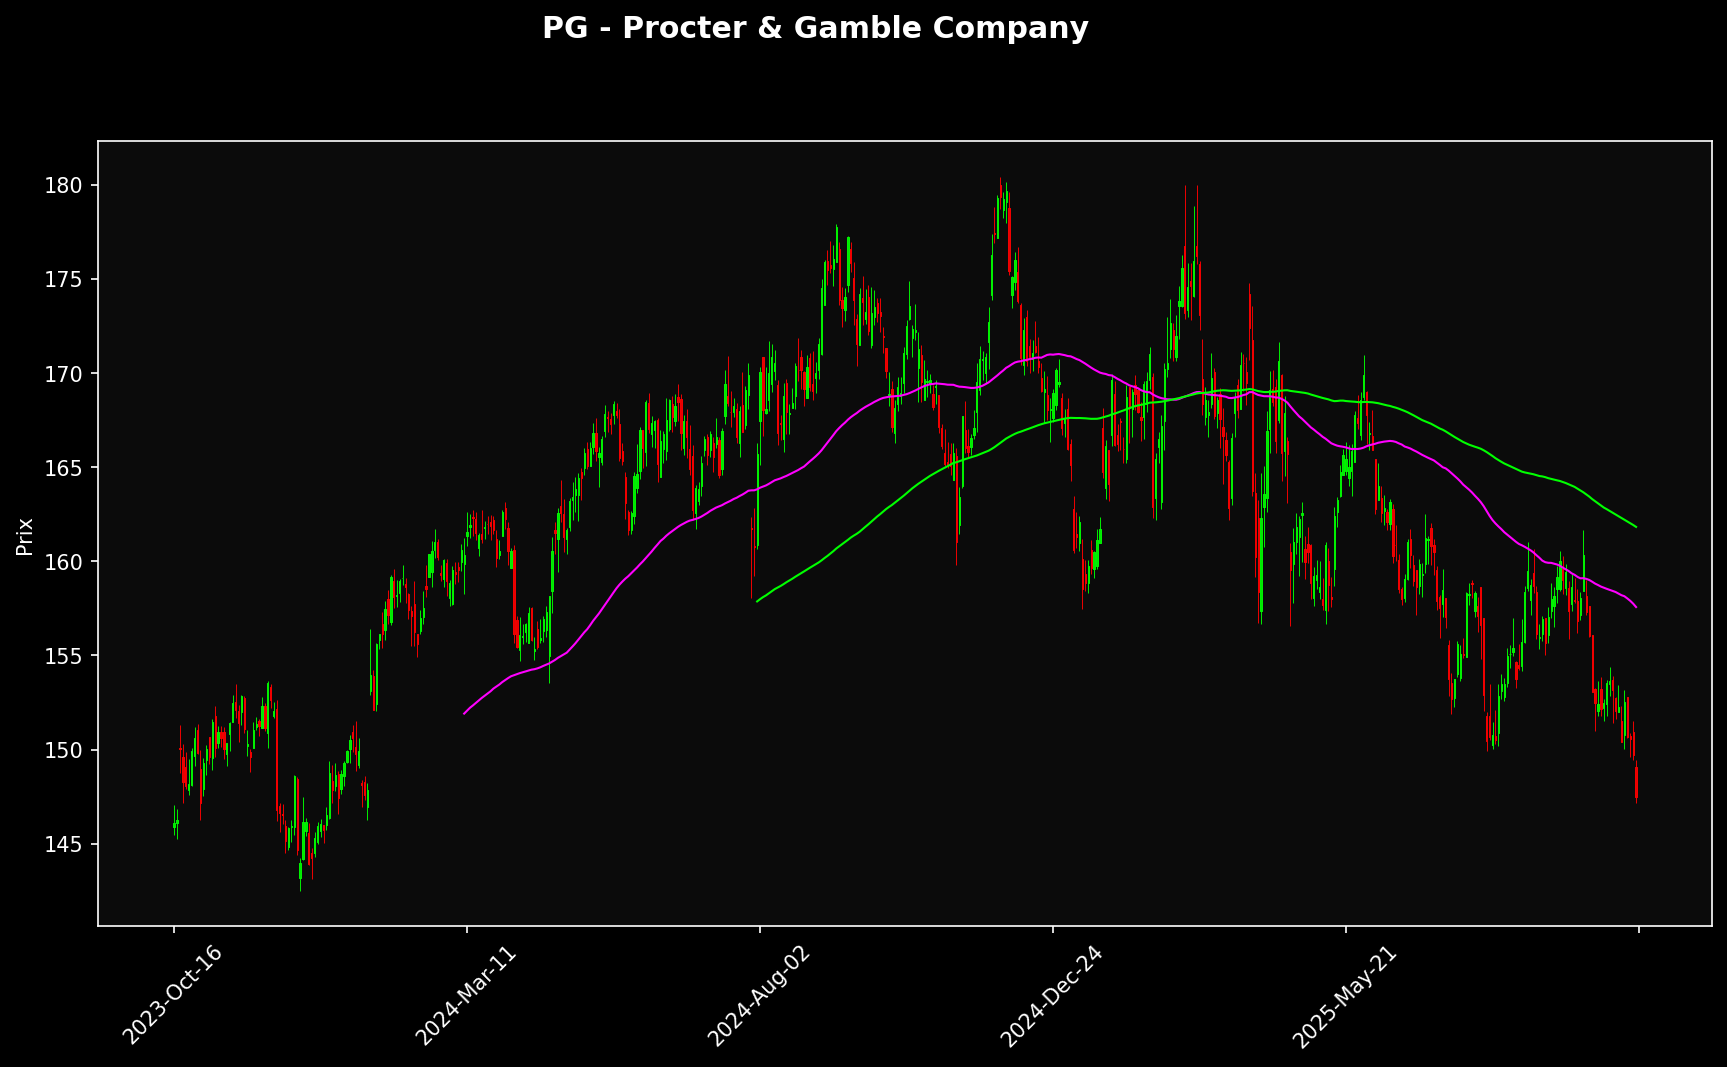 PG - Procter & Gamble Company
Prix
180
175
170
165
160
155
150
145
2023-Oct-16
2024-Mar-11
2024-Aug-02
2024-Dec-24
2025-May-21